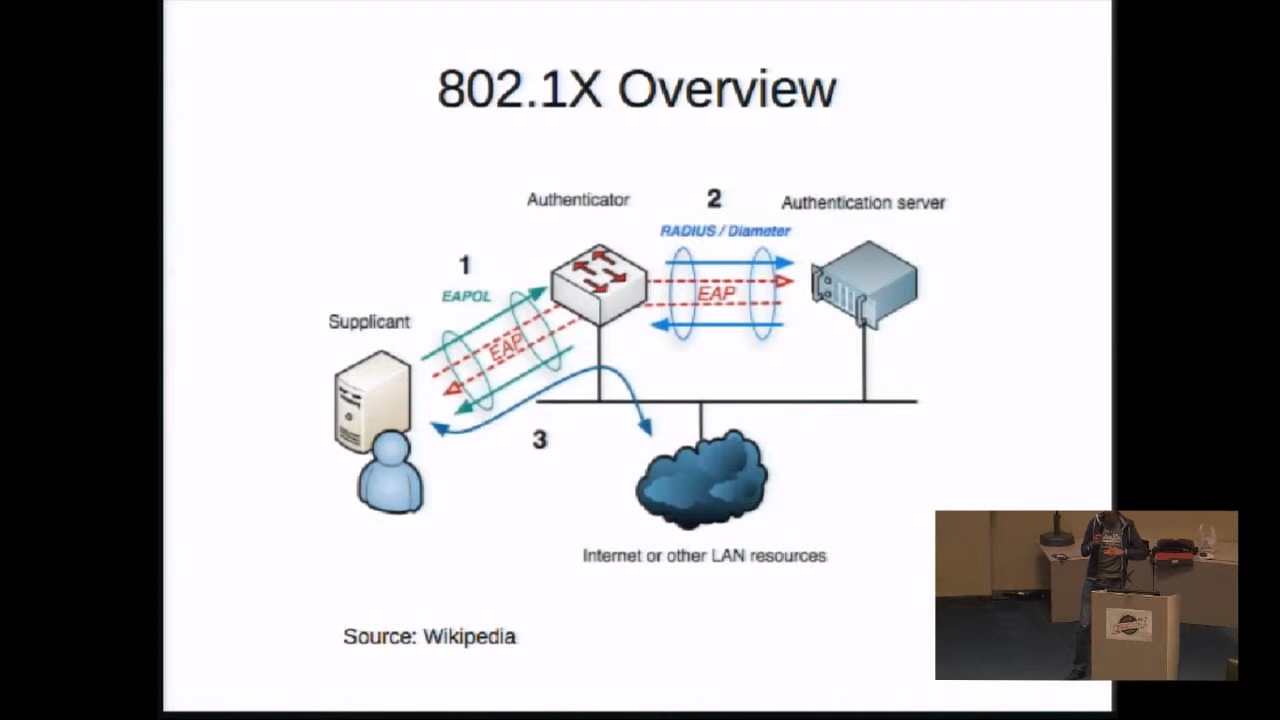 802.1X Overview
Authenticator
2
Authentication server
RADIUS / Diameter
1
EAPOL
EAP
Supplicant
EAP
3
Internet or other LAN resources
Source: Wikipedia